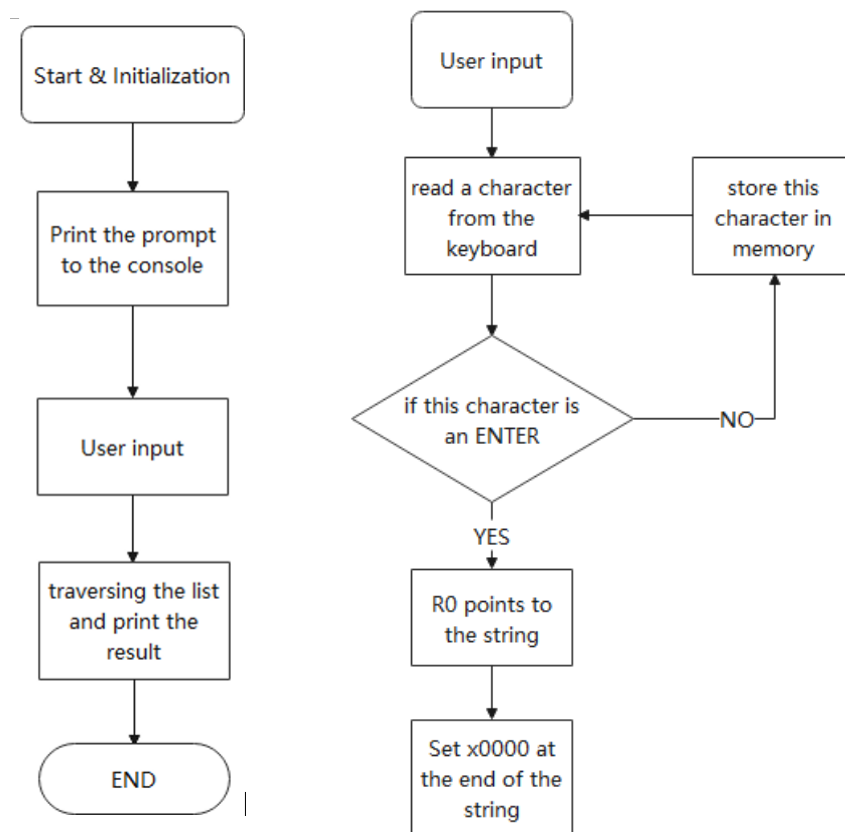 Start & Initialization
Print the prompt
to the console
User input
traversing the list
and print the
result
END
User input
read a character
from the
keyboard
store this
character in
memory
if this character is
an ENTER
NO
YES
R0 points to
the string
Set x0000 at
the end of the
string